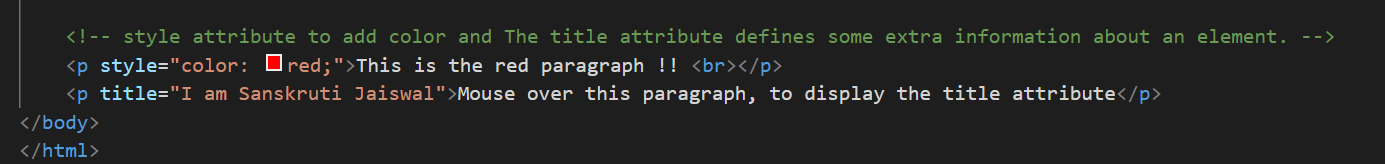 <!-- style attribute to add color and The title attribute defines some extra information about an element. -->
<p style="color: red;">This is the red paragraph !! <br></p>
<p title="I am Sanskruti Jaiswal">Mouse over this paragraph, to display the title attribute</p>
</body>
</html>